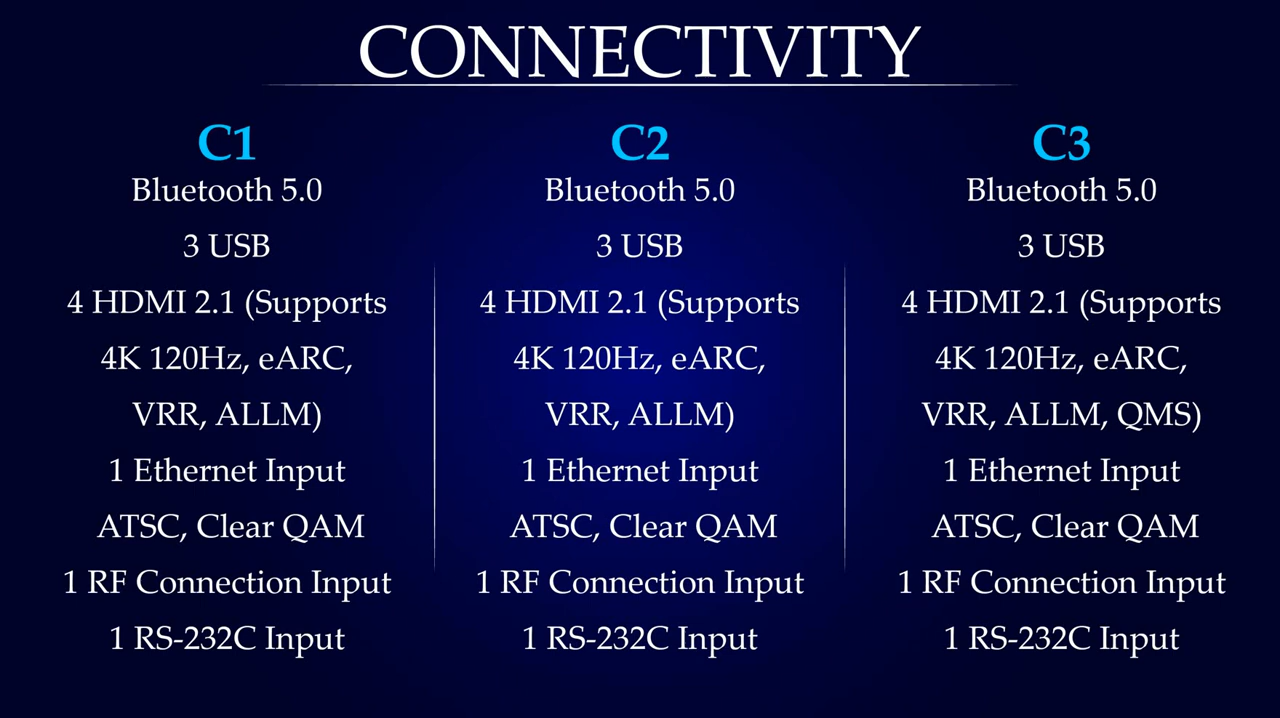 CONNECTIVITY
C1
Bluetooth 5.0
3 USB
4 HDMI 2.1 (Supports
4K 120Hz, eARC,
VRR, ALLM)
1 Ethernet Input
ATSC, Clear QAM
1 RF Connection Input
1 RS-232C Input
C2
Bluetooth 5.0
3 USB
4 HDMI 2.1 (Supports
4K 120Hz, eARC,
VRR, ALLM)
1 Ethernet Input
ATSC, Clear QAM
1 RF Connection Input
1 RS-232C Input
C3
Bluetooth 5.0
3 USB
4 HDMI 2.1 (Supports
4K 120Hz, eARC,
VRR, ALLM, QMS)
1 Ethernet Input
ATSC, Clear QAM
1 RF Connection Input
1 RS-232C Input